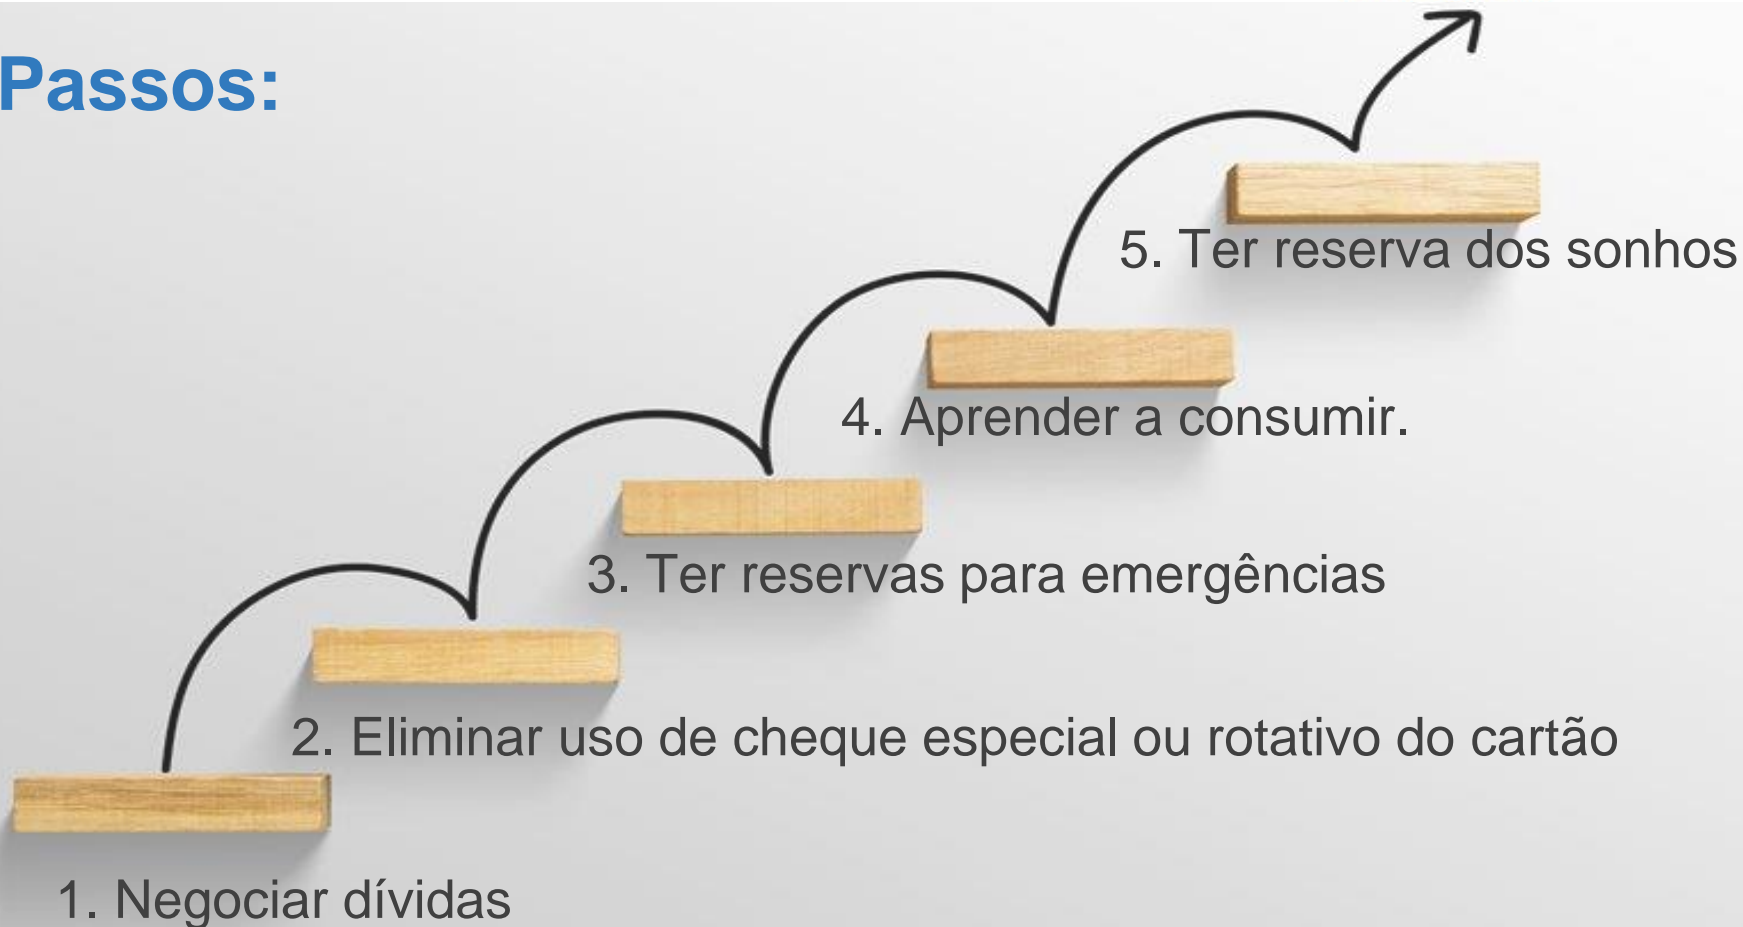 Passos:
5. Ter reserva dos sonhos
4. Aprender a consumir.
3. Ter reservas para emergências
2. Eliminar uso de cheque especial ou rotativo do cartão
1. Negociar dívidas